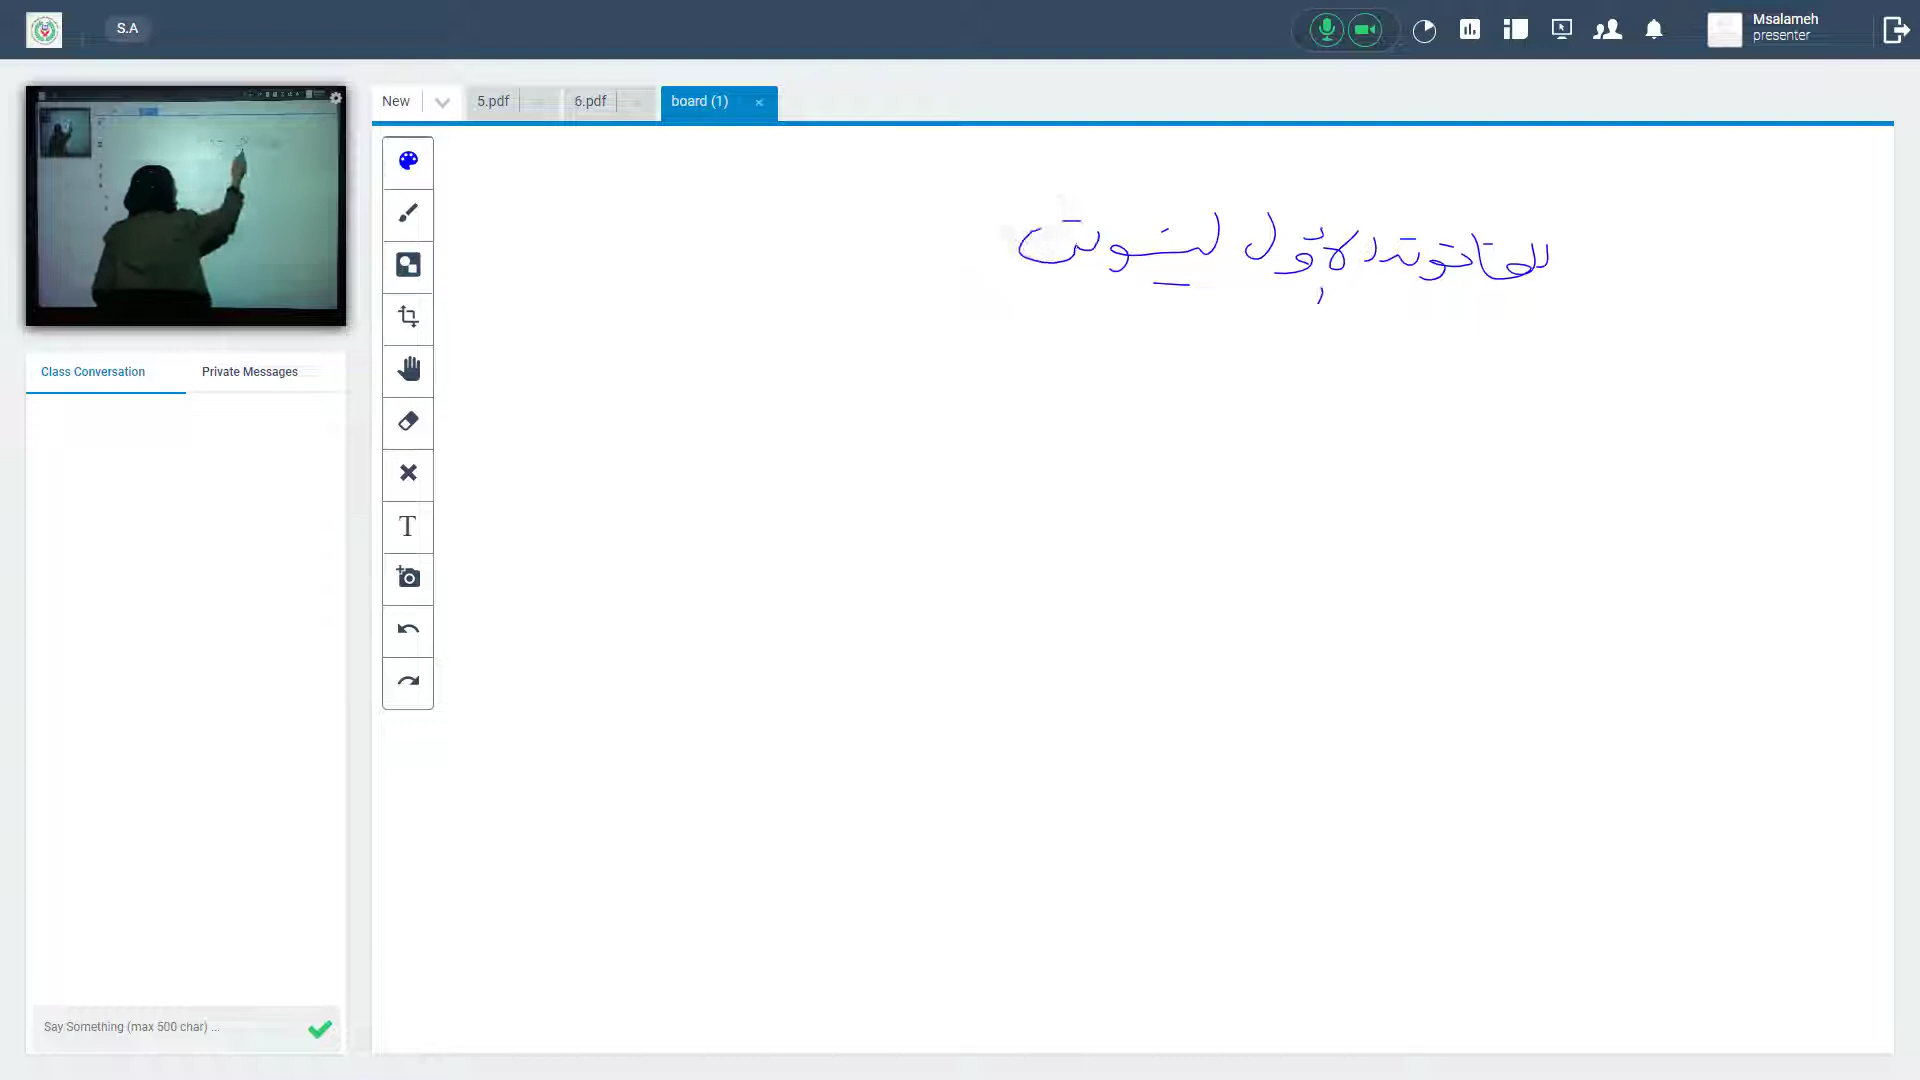 S.A
Msalameh
presenter
New
5.pdf
6.pdf
board (1)
القانون الأول لنيوتن
Class Conversation
Private Messages
T
Say Something (max 500 char) ...